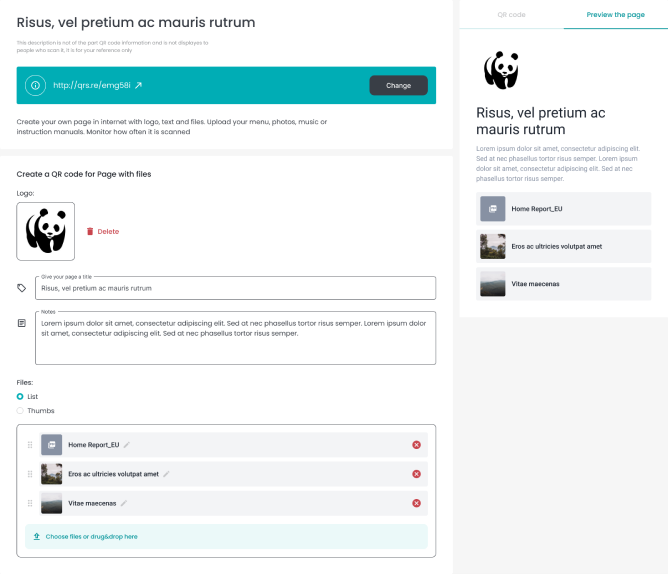 Risus, vel pretium ac mauris rutrum
This description is not of the part QR code information and is not displayes to
people who scan it, it is for your reference only
http://qrs.re/emg58i
Change
Create your own page in internet with logo, text and files. Upload your menu, photos, music or
instruction manuals. Monitor how often it is scanned
Create a QR code for Page with files
Logo:
Delete
Give your page a title
Risus, vel pretium ac mauris rutrum
Notes
Lorem ipsum dolor sit amet, consectetur adipiscing elit. Sed at nec phasellus tortor risus semper. Lorem ipsum dolor
sit amet, consectetur adipiscing elit. Sed at nec phasellus tortor risus semper.
Files:
List
Thumbs
Home Report_EU
Eros ac ultricies volutpat amet
Vitae maecenas
Choose files or drug&drop here
QR code
Preview the page
Risus, vel pretium ac
mauris rutrum
Lorem ipsum dolor sit amet, consectetur adipiscing elit.
Sed at nec phasellus tortor risus semper. Lorem ipsum
dolor sit amet, consectetur adipiscing elit. Sed at nec
phasellus tortor risus semper.
Home Report_EU
Eros ac ultricies volutpat amet
Vitae maecenas